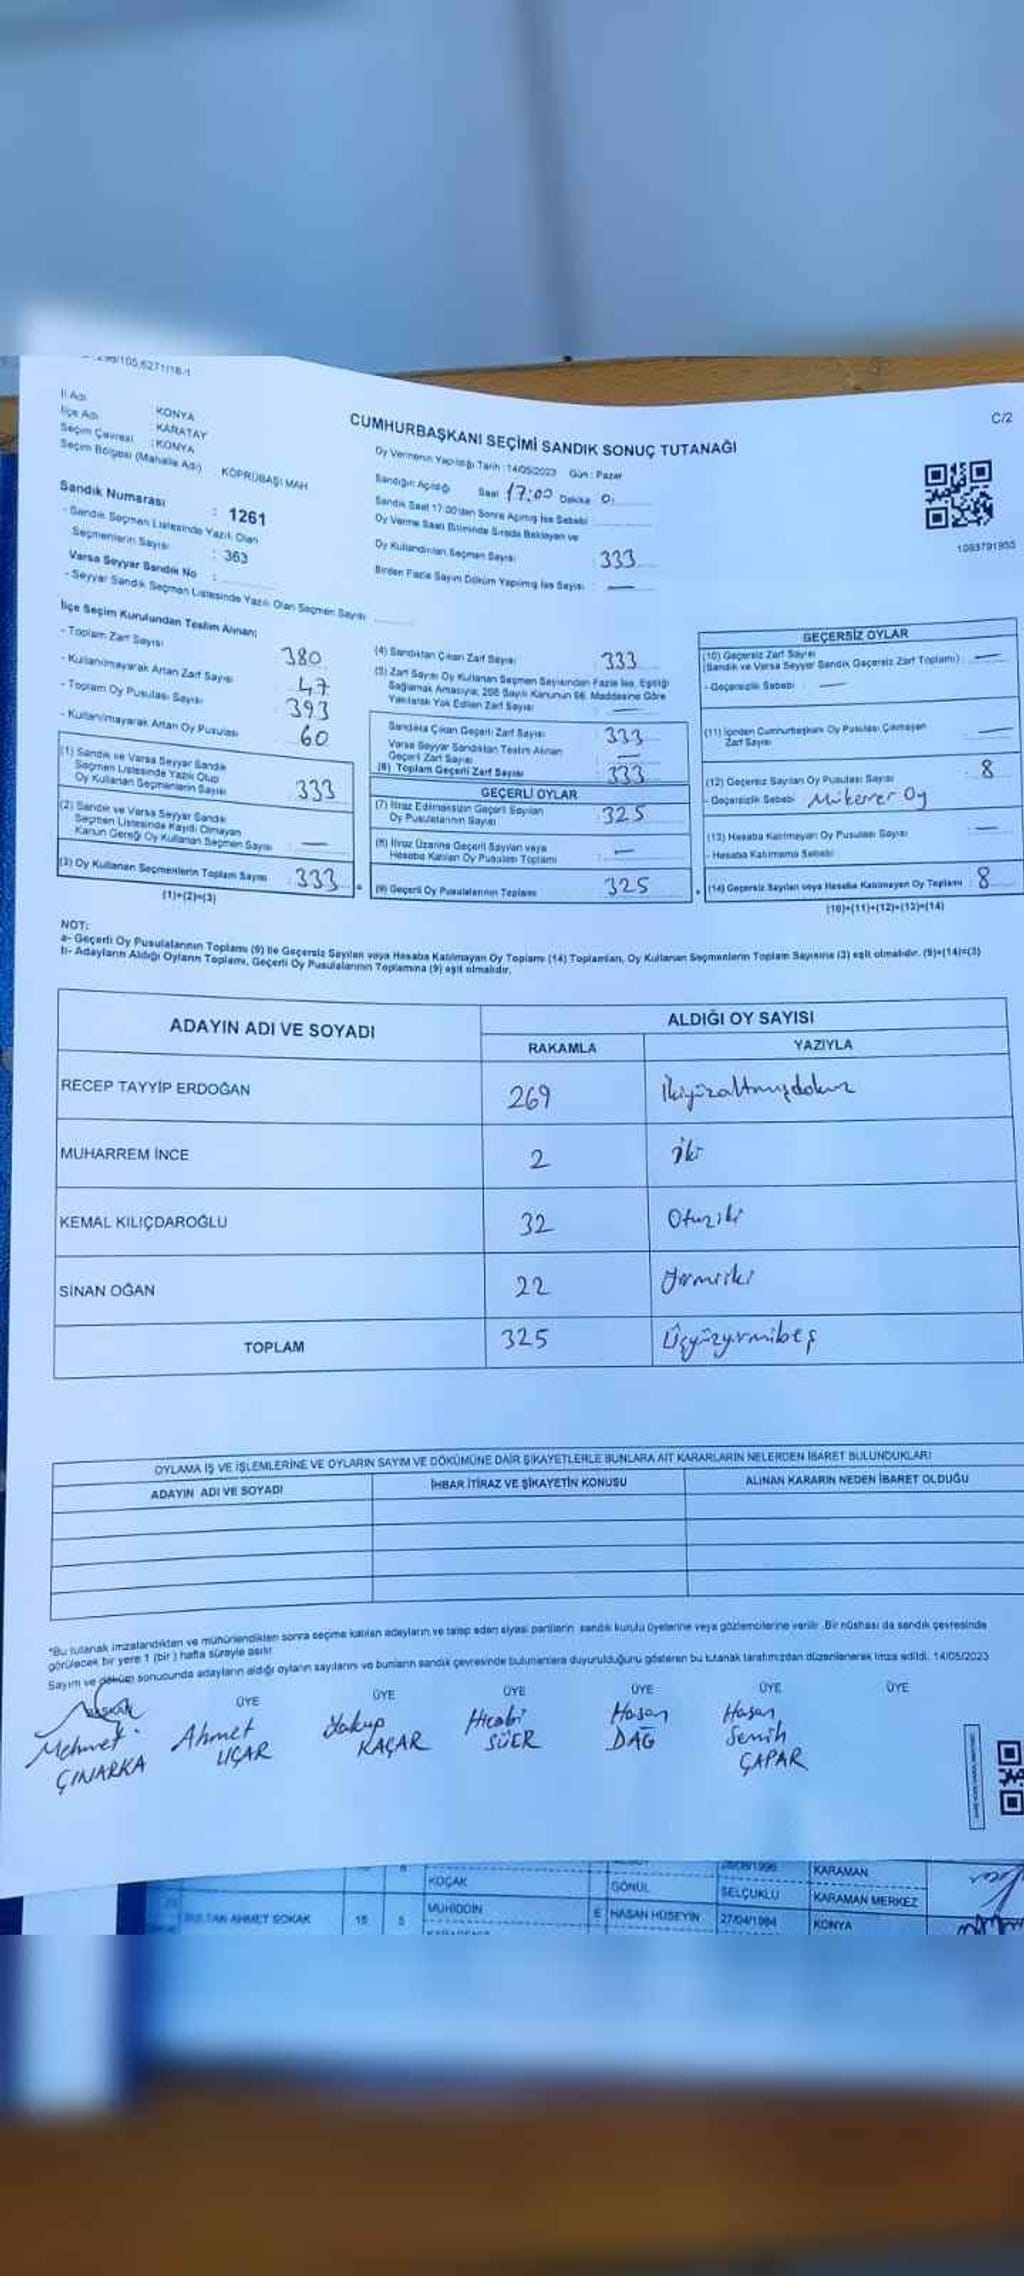 İl Adı KONYA
İlçe Adı : KARATAY
Seçim Çevresi : KONYA
Seçim Bölgesi (Mahalle Adı) KÖPRÜBAŞI MAH
C/2
CUMHURBAŞKANI SEÇİMİ SANDIK SONUÇ TUTANAĞI
Oy Vermenin Yapıldığı Tarih : 14/05/2023 Gün : Pazar
Sandığın Açıldığı Saat 17:00 Dakika 0
Sandık Saat 17.00'den Sonra Açılmış İse Sebebi
Oy Verme Saati Bitiminde Sırada Bekleyen ve
Oy Kullandırılan Seçmen Sayısı 333
Birden Fazla Sayım Döküm Yapılmış İse Sayısı —
1093791955
Sandık Numarası : 1261
- Sandık Seçmen Listesinde Yazılı Olan
Seçmenlerin Sayısı : 363
Varsa Seyyar Sandık No :
- Seyyar Sandık Seçmen Listesinde Yazılı Olan Seçmen Sayısı
İlçe Seçim Kurulundan Teslim Alınan;
- Toplam Zarf Sayısı 380
- Kullanılmayarak Artan Zarf Sayısı 47
- Toplam Oy Pusulası Sayısı 393
- Kullanılmayarak Artan Oy Pusulası 60
(1) Sandık ve Varsa Seyyar Sandık
Seçmen Listesinde Yazılı Olup
Oy Kullanan Seçmenlerin Sayısı 333
(2) Sandık ve Varsa Seyyar Sandık
Seçmen Listesinde Kaydı Olmayan
Kanun Gereği Oy Kullanan Seçmen Sayısı : —
(3) Oy Kullanan Seçmenlerin Toplam Sayısı : 333
(1)+(2)=(3)
(4) Sandıktan Çıkan Zarf Sayısı 333
(5) Zarf Sayısı Oy Kullanan Seçmen Sayısından Fazla İse, Eşitliği
Sağlamak Amacıyla; 298 Sayılı Kanunun 98. Maddesine Göre
Yakılarak Yok Edilen Zarf Sayısı : —
Sandıkta Çıkan Geçerli Zarf Sayısı 333
Varsa Seyyar Sandıktan Teslim Alınan
Geçerli Zarf Sayısı —
(6) Toplam Geçerli Zarf Sayısı 333
GEÇERLİ OYLAR
(7) İtiraz Edilmeksizin Geçerli Sayılan
Oy Pusulalarının Sayısı : 325
(8) İtiraz Üzerine Geçerli Sayılan veya
Hesaba Katılan Oy Pusulası Toplamı : —
(9) Geçerli Oy Pusulalarının Toplamı 325
GEÇERSİZ OYLAR
(10) Geçersiz Zarf Sayısı
(Sandık ve Varsa Seyyar Sandık Geçersiz Zarf Toplamı) : —
- Geçersizlik Sebebi : —
(11) İçinden Cumhurbaşkanı Oy Pusulası Çıkmayan
Zarf Sayısı —
(12) Geçersiz Sayılan Oy Pusulası Sayısı 8
- Geçersizlik Sebebi Mükerrer Oy
(13) Hesaba Katılmayan Oy Pusulası Sayısı —
- Hesaba Katılmama Sebebi
(14) Geçersiz Sayılan veya Hesaba Katılmayan Oy Toplamı : 8
(10)+(11)+(12)+(13)=(14)
NOT:
a- Geçerli Oy Pusulalarının Toplamı (9) ile Geçersiz Sayılan veya Hesaba Katılmayan Oy Toplamı (14) Toplamları, Oy Kullanan Seçmenlerin Toplam Sayısına (3) eşit olmalıdır. (9)+(14)=(3)
b- Adayların Aldığı Oyların Toplamı, Geçerli Oy Pusulalarının Toplamına (9) eşit olmalıdır.
ADAYIN ADI VE SOYADI ALDIĞI OY SAYISI
RAKAMLA YAZIYLA
RECEP TAYYİP ERDOĞAN 269 İkiyüzaltmışdokuz
MUHARREM İNCE 2 iki
KEMAL KILIÇDAROĞLU 32 Otuziki
SİNAN OĞAN 22 Yirmiiki
TOPLAM 325 Üçyüzyirmibeş
OYLAMA İŞ VE İŞLEMLERİNE VE OYLARIN SAYIM VE DÖKÜMÜNE DAİR ŞİKAYETLERLE BUNLARA AİT KARARLARIN NELERDEN İBARET BULUNDUKLARI
ADAYIN ADI VE SOYADI İHBAR İTİRAZ VE ŞİKAYETİN KONUSU ALINAN KARARIN NEDEN İBARET OLDUĞU
*Bu tutanak imzalandıktan ve mühürlendikten sonra seçime katılan adayların ve talep eden siyasi partilerin sandık kurulu üyelerine veya gözlemcilerine verilir. Bir nüshası da sandık çevresinde
görülecek bir yere 1 (bir) hafta süreyle asılır.
Sayım ve döküm sonucunda adayların aldığı oyların sayılarını ve bunların sandık çevresinde bulunanlara duyurulduğunu gösteren bu tutanak tarafımızdan düzenlenerek imza edildi. 14/05/2023
ÜYE ÜYE ÜYE ÜYE ÜYE ÜYE
Mehmet ÇINARKA
Ahmet UÇAR
Yakup KAÇAR
Hicabi SÜER
Hasan DAĞ
Hasan Semih ÇAPAR
KARAMAN
KOÇAK GÖNÜL SELÇUKLU KARAMAN MERKEZ
SULTAN AHMET SOKAK 18 5 MUHİDDİN E HASAN HÜSEYİN 27/04/1984 KONYA